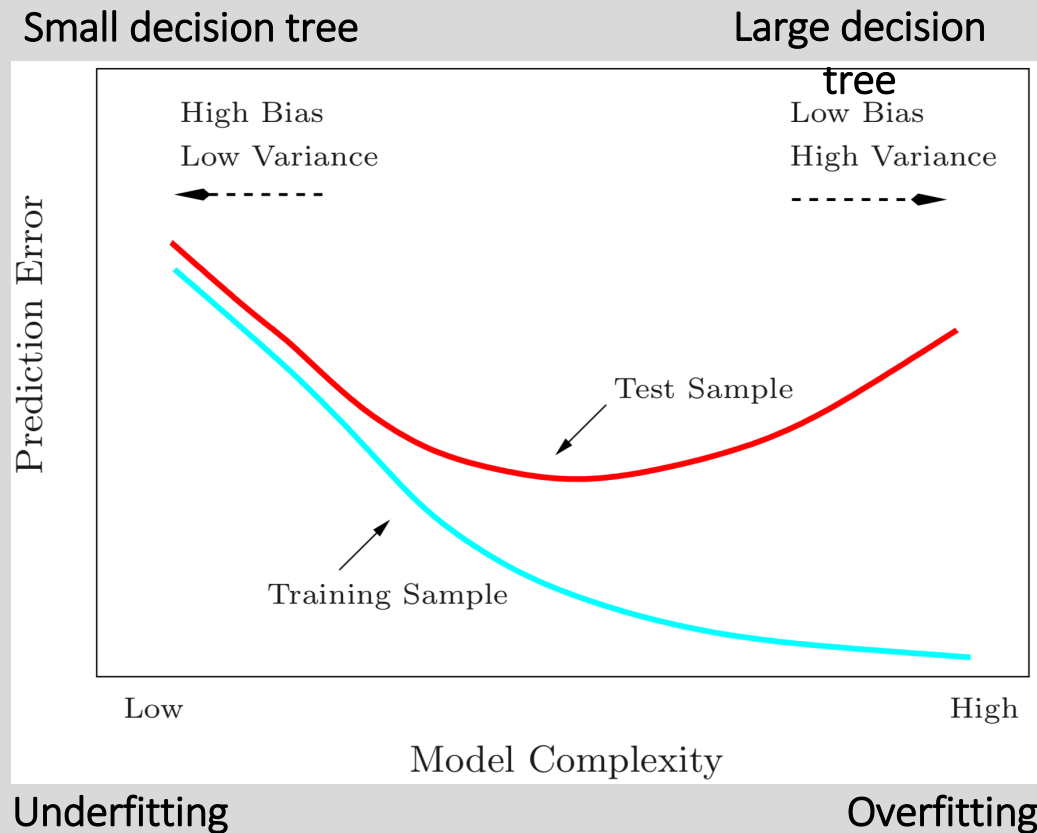 Small decision tree
Large decision
tree
High Bias
Low Variance
Low Bias
High Variance
Prediction Error
Test Sample
Training Sample
Low
High
Model Complexity
Underfitting
Overfitting